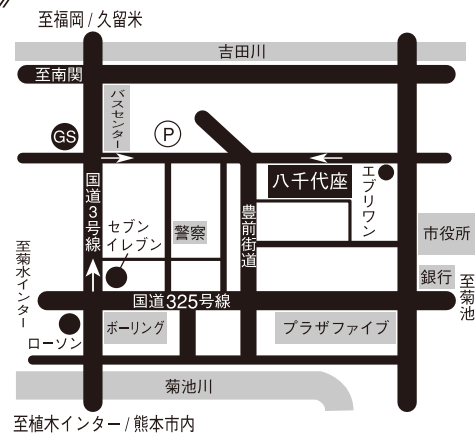 至福岡 / 久留米
吉田川
至南関
バスセンター
GS
P
八千代座
エブリワン
国道3号線
セブン
イレブン
警察
豊前街道
市役所
至菊水インター
銀行
至菊池
国道325号線
ローソン
ボーリング
プラザファイブ
菊池川
至植木インター / 熊本市内